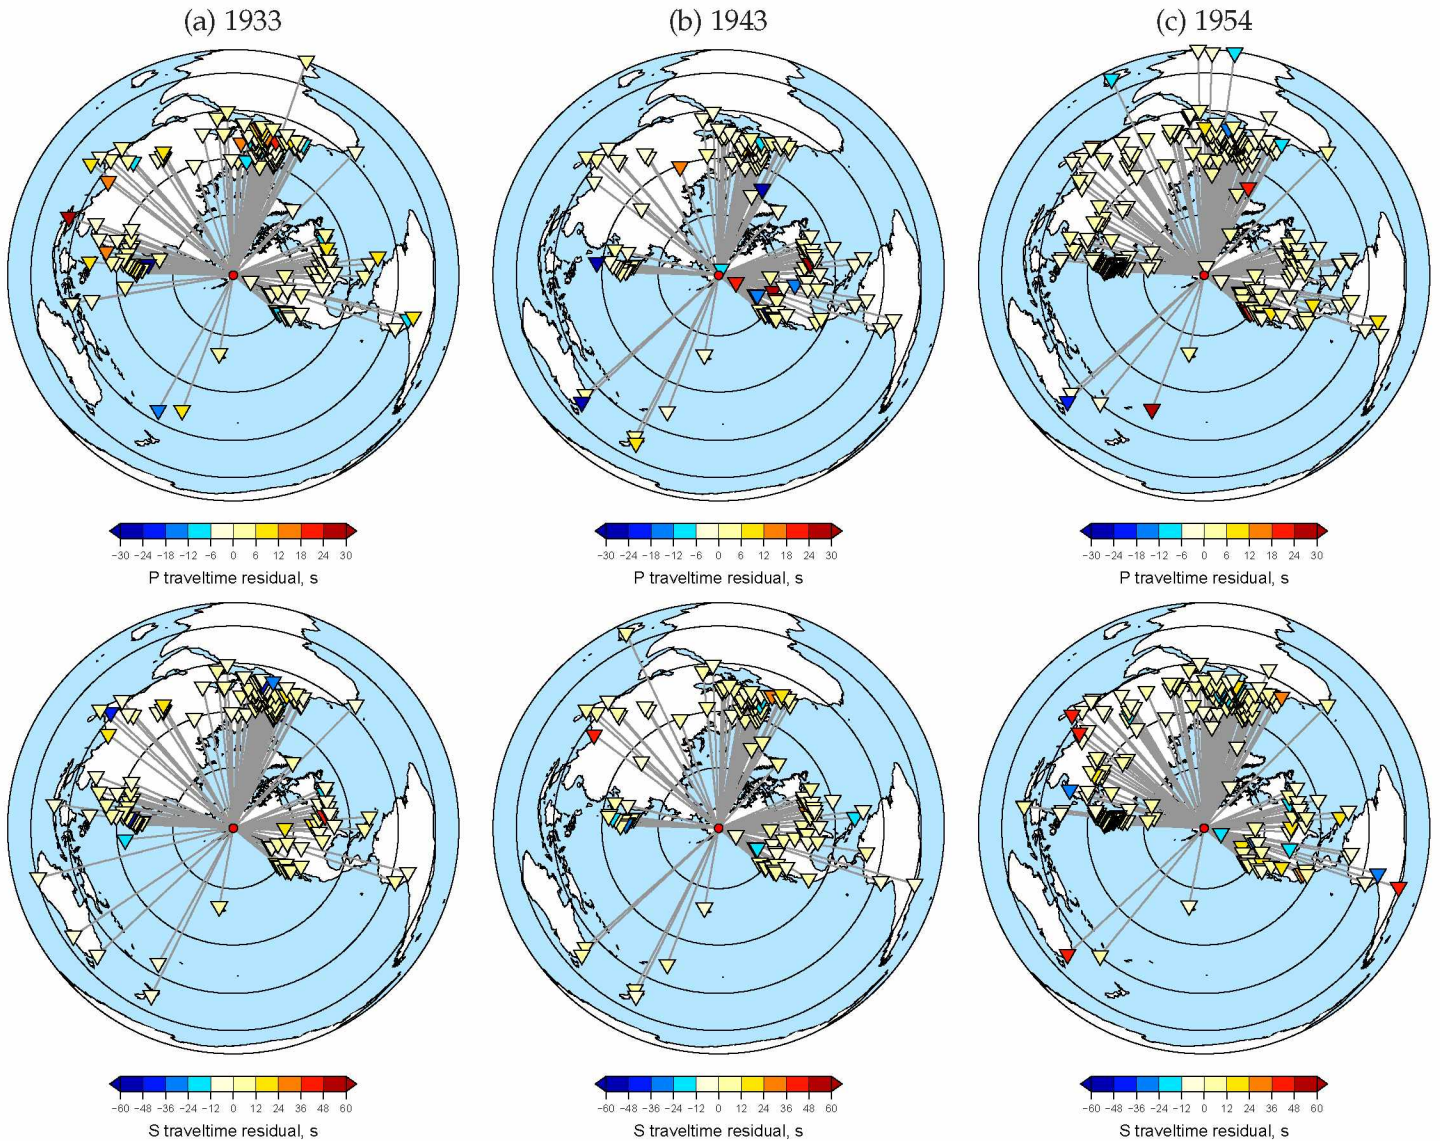 (a) 1933 (b) 1943 (c) 1954
−30 −24 −18 −12 −6 0 6 12 18 24 30 −30 −24 −18 −12 −6 0 6 12 18 24 30 −30 −24 −18 −12 −6 0 6 12 18 24 30
P traveltime residual, s P traveltime residual, s P traveltime residual, s
−60 −48 −36 −24 −12 0 12 24 36 48 60 −60 −48 −36 −24 −12 0 12 24 36 48 60 −60 −48 −36 −24 −12 0 12 24 36 48 60
S traveltime residual, s S traveltime residual, s S traveltime residual, s